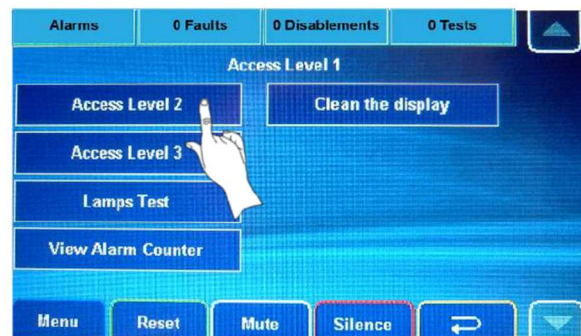 Alarms 0 Faults 0 Disablements 0 Tests
Access Level 1
Access Level 2 Clean the display
Access Level 3
Lamps Test
View Alarm Counter
Menu Reset Mute Silence